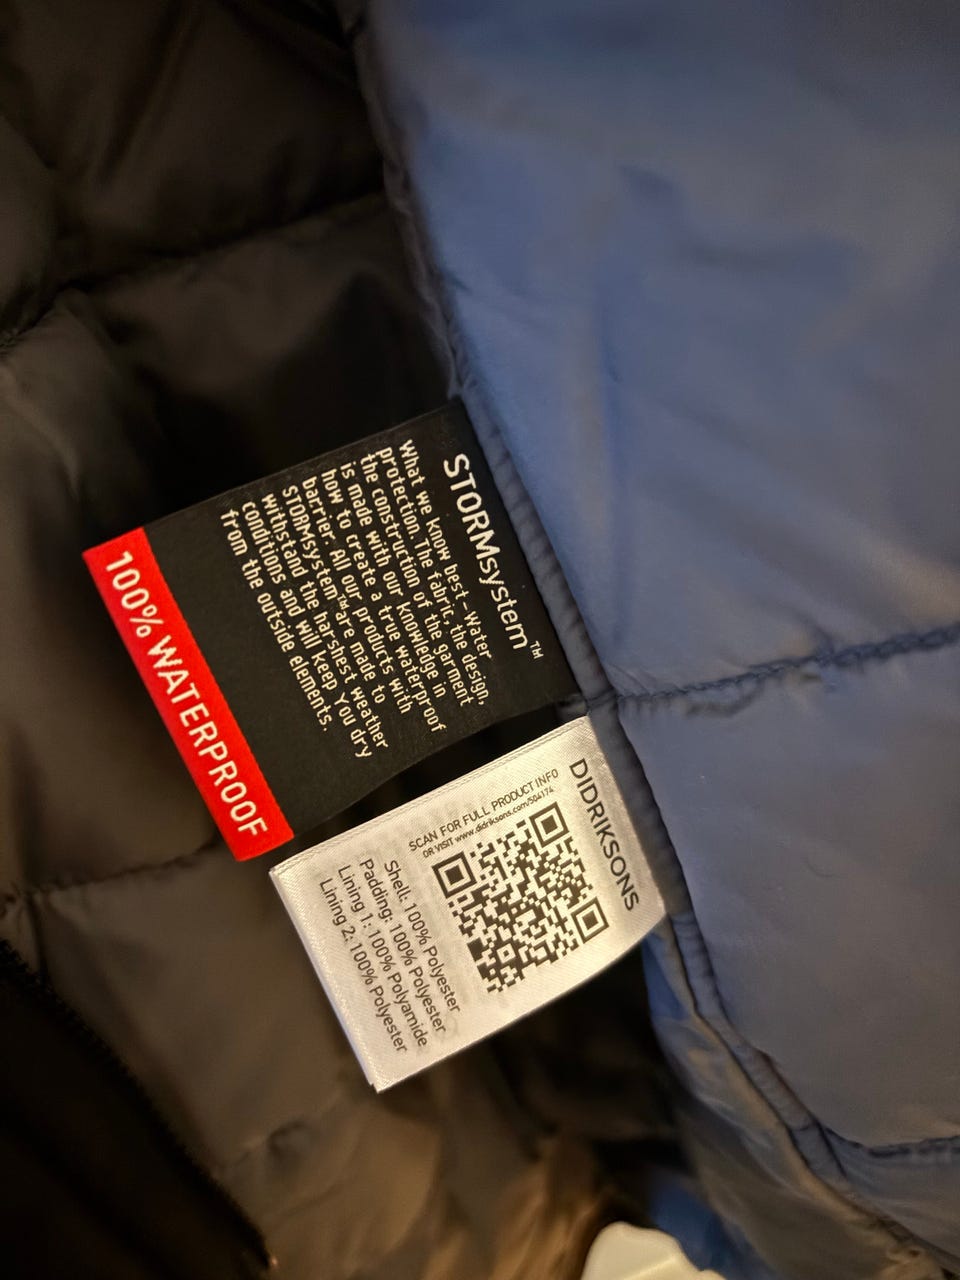 STORMsystem™
What we know best-water
protection. The fabric, the design,
the construction of the garment
is made with our knowledge in
how to create a true waterproof
barrier. All our products with
STORMsystem™ are made to
withstand the harshest weather
conditions and will keep you dry
from the outside elements.
100% WATERPROOF
DIDRIKSONS
SCAN FOR FULL PRODUCT INFO
OR VISIT www.didriksons.com/504174
Shell: 100% Polyester
Padding: 100% Polyester
Lining 1: 100% Polyamide
Lining 2: 100% Polyester